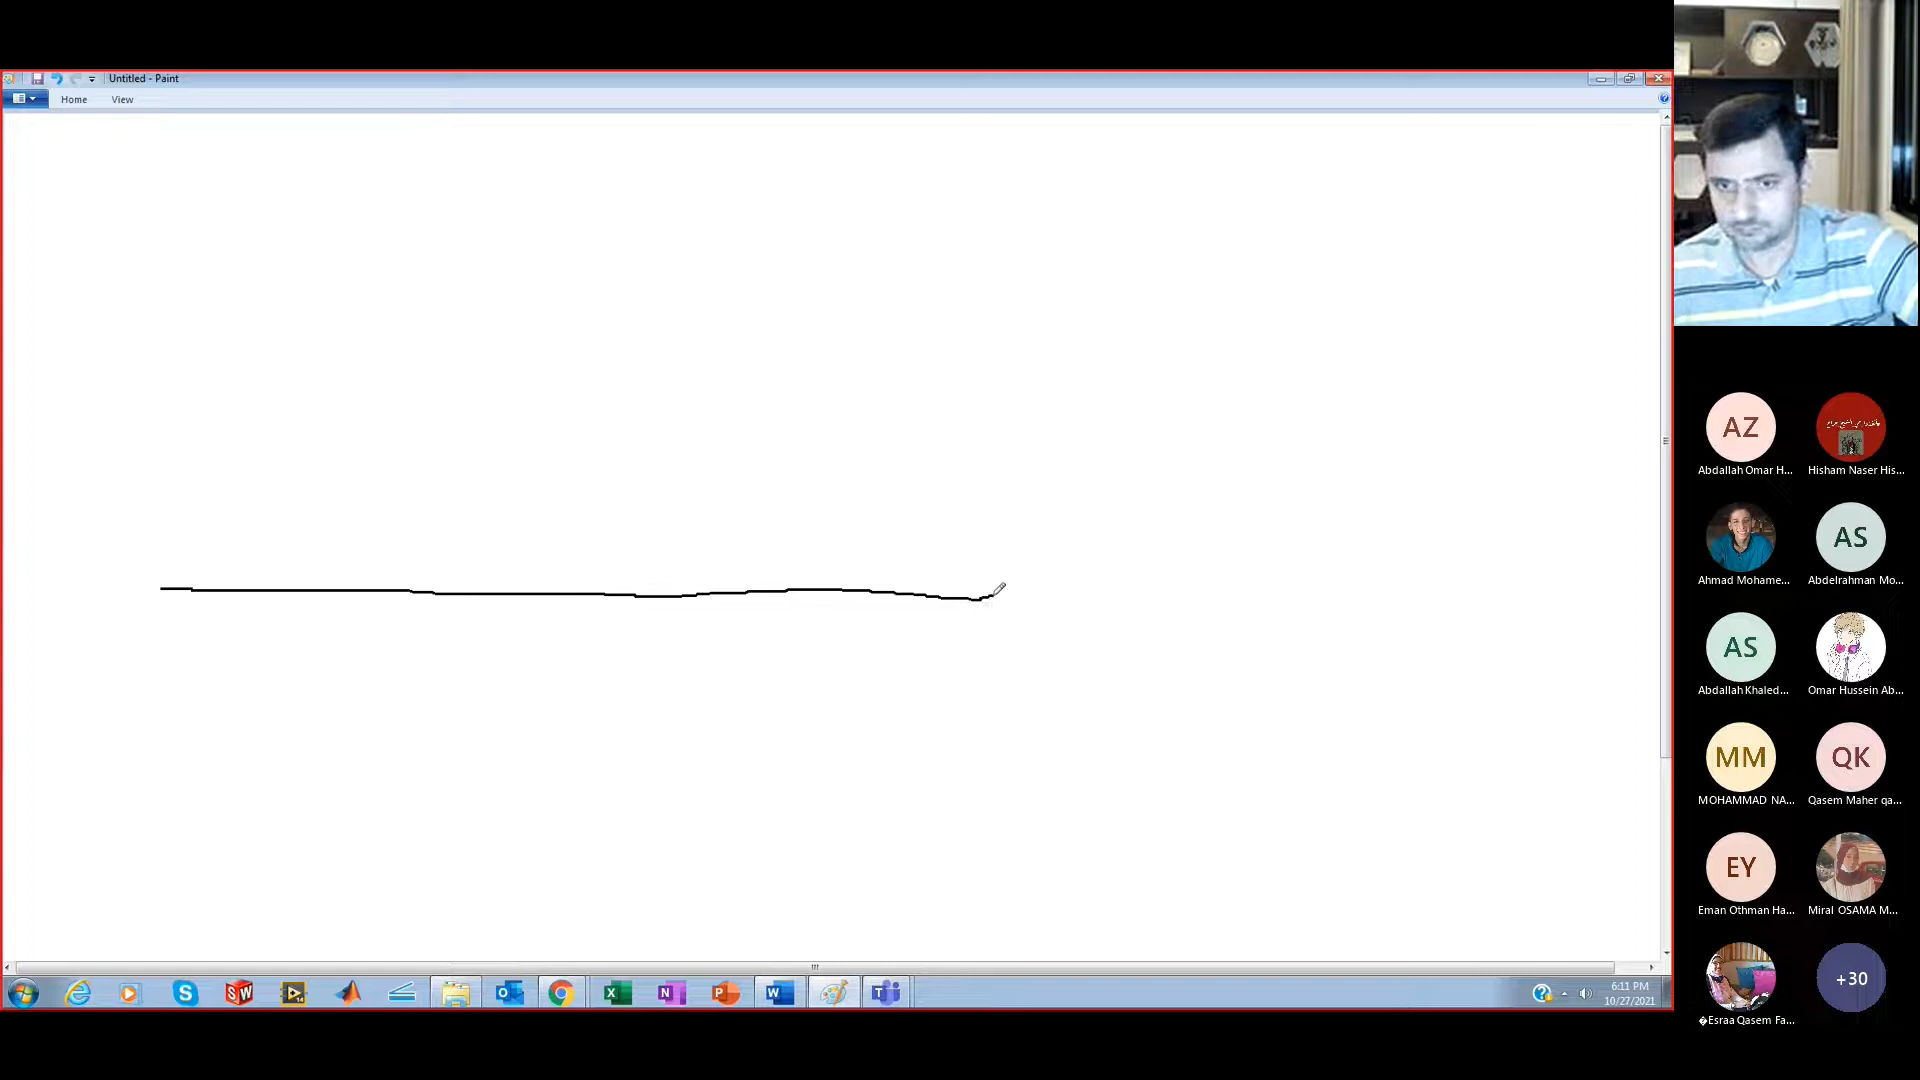 Untitled - Paint
Home View
AZ
Abdallah Omar H...
Hisham Naser His...
Ahmad Mohame...
AS
Abdelrahman Mo...
AS
Abdallah Khaled...
Omar Hussein Ab...
MM
MOHAMMAD NA...
QK
Qasem Maher qa...
EY
Eman Othman Ha...
Miral OSAMA M...
�Esraa Qasem Fa...
+30
6:11 PM
10/27/2021